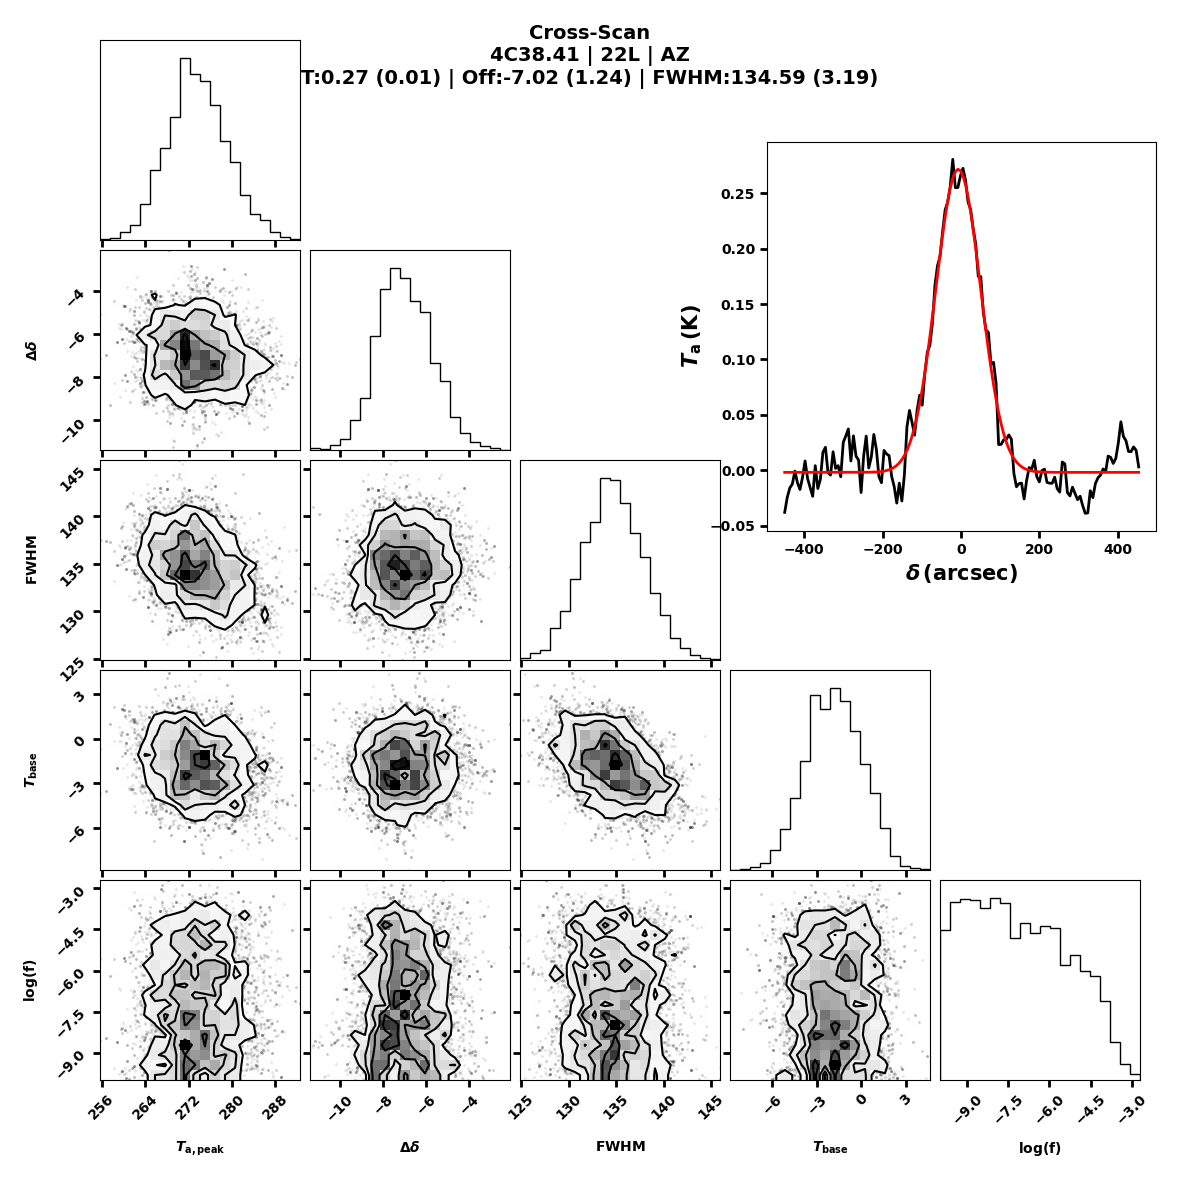 Cross-Scan
4C38.41 | 22L | AZ
T:0.27 (0.01) | Off:-7.02 (1.24) | FWHM:134.59 (3.19)
0.25
0.20
0.15
0.10
0.05
0.00
−0.05
T_a (K)
−400 −200 0 200 400
δ (arcsec)
−4
−6
−8
−10
Δδ
145
140
135
130
125
FWHM
3
0
−3
−6
T_base
−3.0
−4.5
−6.0
−7.5
−9.0
log(f)
256 264 272 280 288
−10 −8 −6 −4
125 130 135 140 145
−6 −3 0 3
−9.0 −7.5 −6.0 −4.5 −3.0
T_a,peak Δδ FWHM T_base log(f)